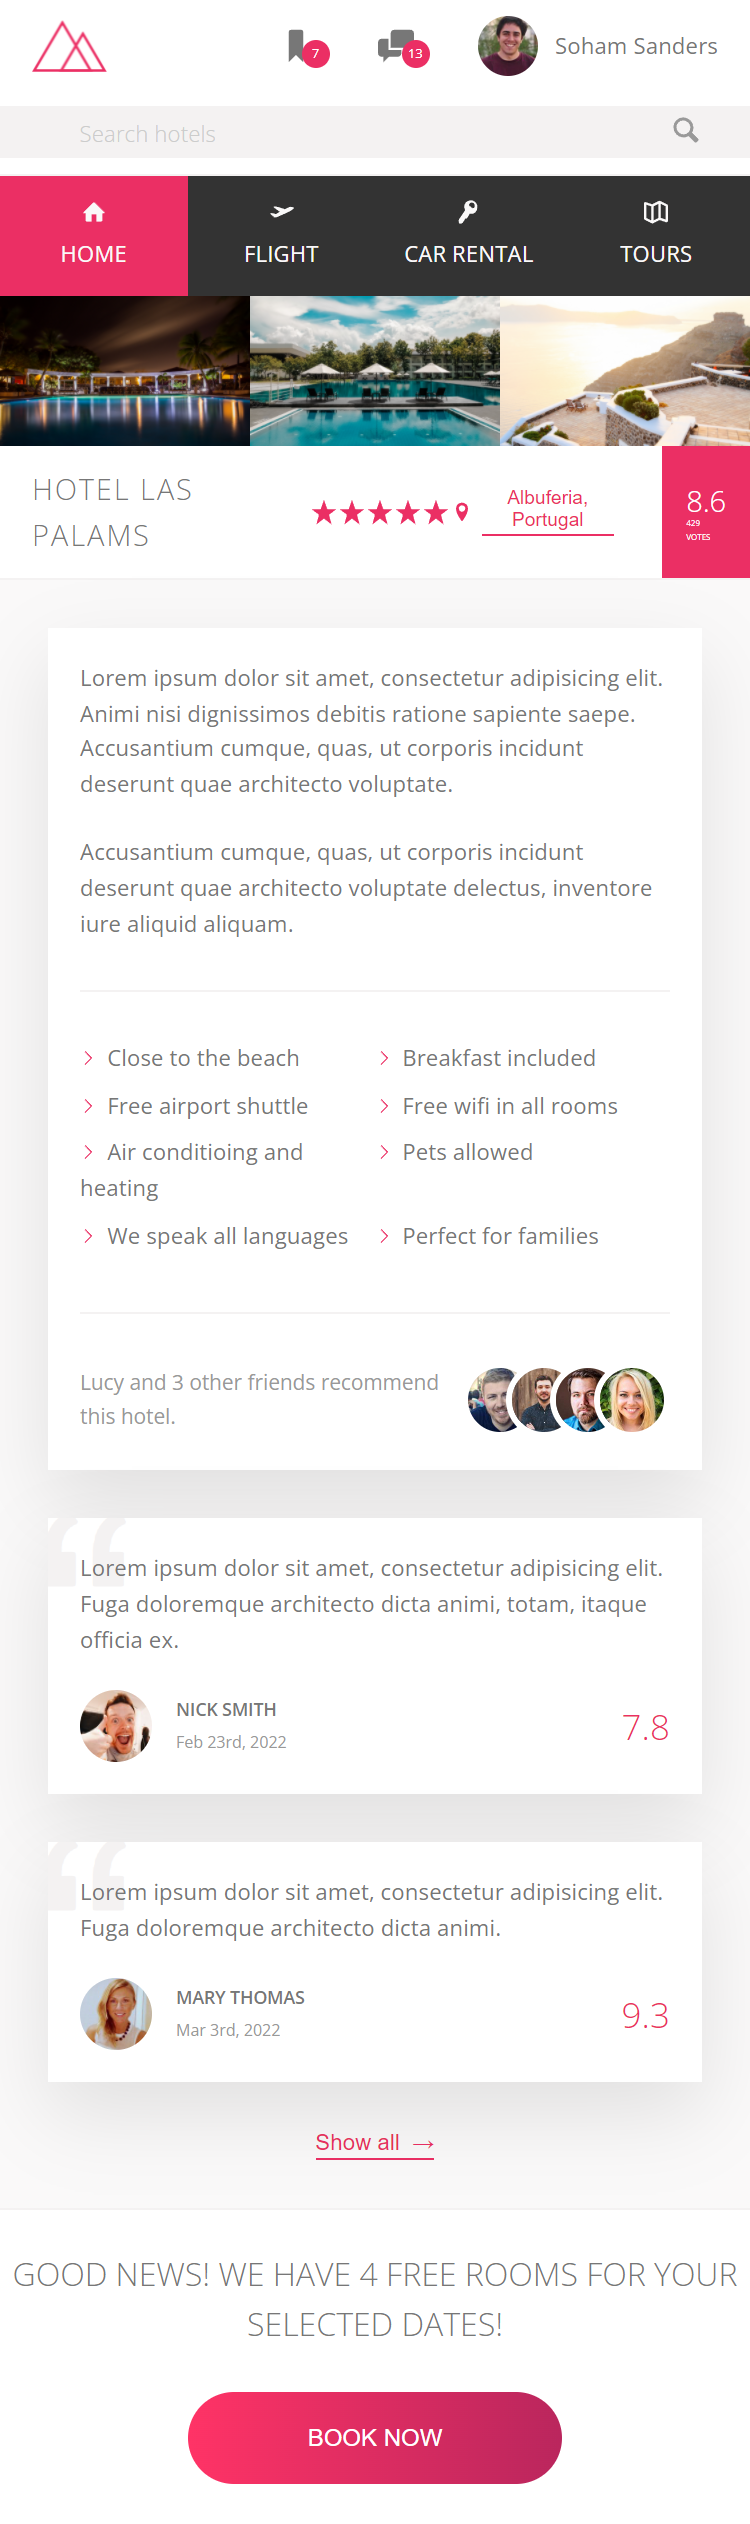 7
13
Soham Sanders
Search hotels
HOME
FLIGHT
CAR RENTAL
TOURS
HOTEL LAS
PALAMS
Albuferia,
Portugal
8.6
429
VOTES
Lorem ipsum dolor sit amet, consectetur adipisicing elit.
Animi nisi dignissimos debitis ratione sapiente saepe.
Accusantium cumque, quas, ut corporis incidunt
deserunt quae architecto voluptate.
Accusantium cumque, quas, ut corporis incidunt
deserunt quae architecto voluptate delectus, inventore
iure aliquid aliquam.
Close to the beach
Breakfast included
Free airport shuttle
Free wifi in all rooms
Air conditioing and
heating
Pets allowed
We speak all languages
Perfect for families
Lucy and 3 other friends recommend
this hotel.
“
Lorem ipsum dolor sit amet, consectetur adipisicing elit.
Fuga doloremque architecto dicta animi, totam, itaque
officia ex.
NICK SMITH
Feb 23rd, 2022
7.8
“
Lorem ipsum dolor sit amet, consectetur adipisicing elit.
Fuga doloremque architecto dicta animi.
MARY THOMAS
Mar 3rd, 2022
9.3
Show all →
GOOD NEWS! WE HAVE 4 FREE ROOMS FOR YOUR
SELECTED DATES!
BOOK NOW